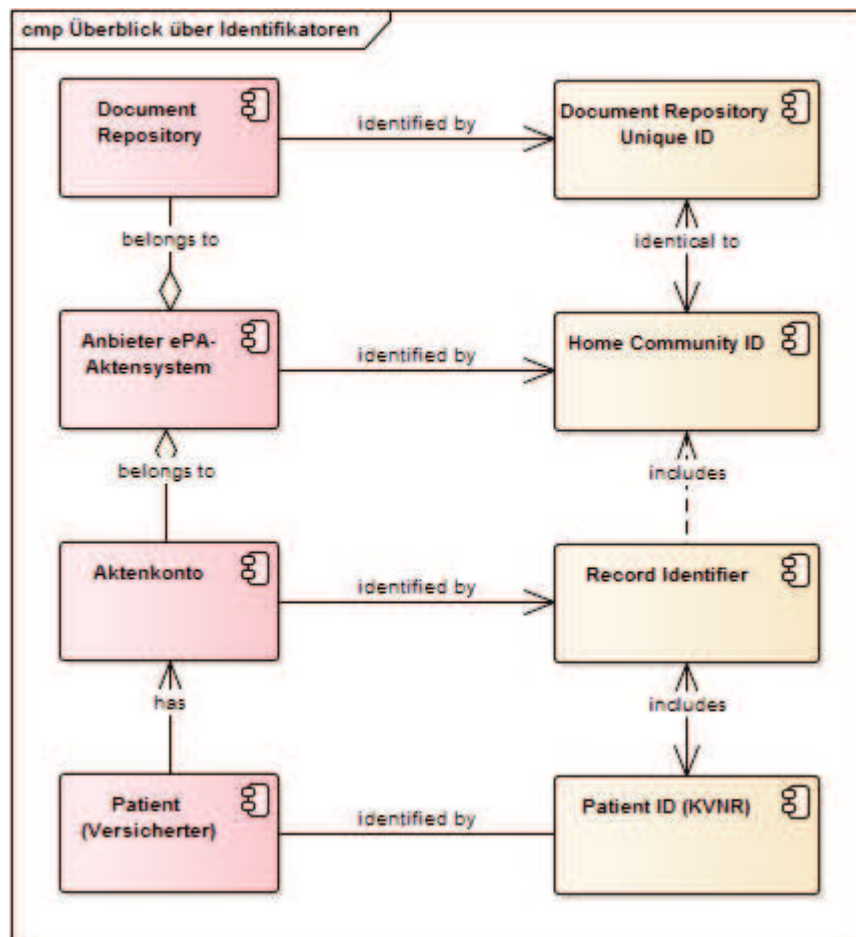 cmp Überblick über Identifikatoren
Document
Repository
identified by
Document Repository
Unique ID
belongs to
identical to
Anbieter ePA-
Aktensystem
identified by
Home Community ID
belongs to
includes
Aktenkonto
identified by
Record Identifier
has
includes
Patient
(Versicherter)
identified by
Patient ID (KVNR)